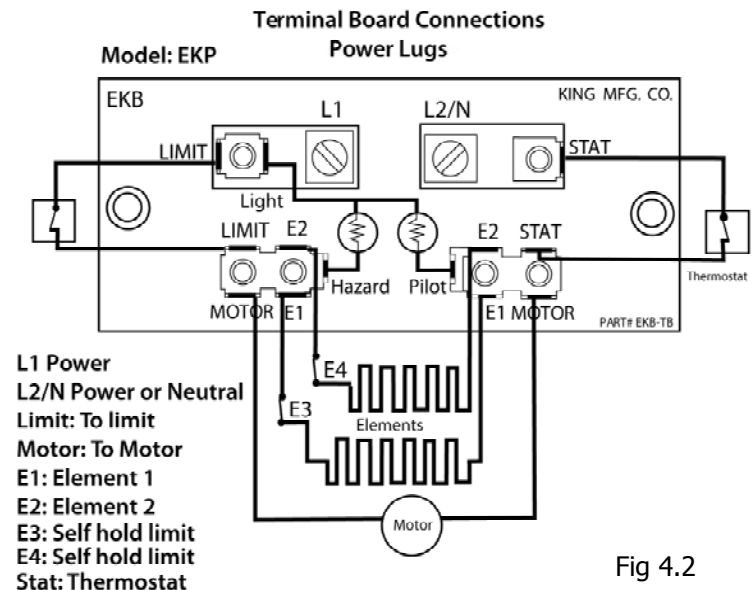 Terminal Board Connections
Model: EKP
Power Lugs
EKB
KING MFG. CO.
L1
L2/N
LIMIT
STAT
Light
LIMIT
E2
E2
STAT
Thermostat
Hazard
Pilot
MOTOR
E1
E1
MOTOR
PART# EKB-TB
L1 Power
L2/N Power or Neutral
Limit: To limit
Motor: To Motor
E1: Element 1
E2: Element 2
E3: Self hold limit
E4: Self hold limit
Stat: Thermostat
E4
E3
Elements
Motor
Fig 4.2